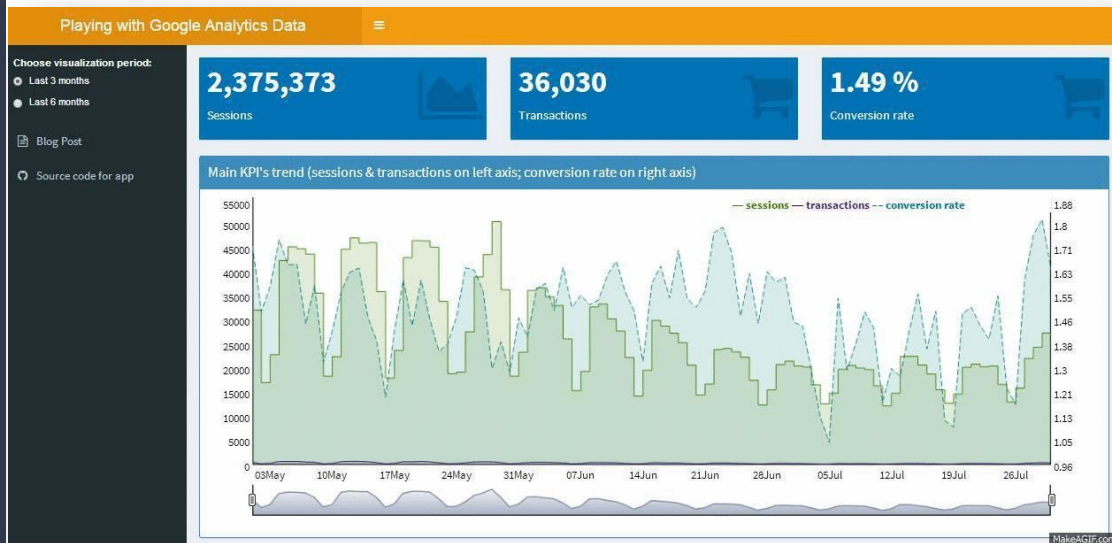 Playing with Google Analytics Data
Choose visualization period:
Last 3 months
Last 6 months
Blog Post
Source code for app
2,375,373
Sessions
36,030
Transactions
1.49 %
Conversion rate
Main KPI's trend (sessions & transactions on left axis; conversion rate on right axis)
sessions transactions conversion rate
55000
50000
45000
40000
35000
30000
25000
20000
15000
10000
5000
0
1.88
1.8
1.71
1.63
1.55
1.46
1.38
1.3
1.21
1.13
1.05
0.96
03May 10May 17May 24May 31May 07Jun 14Jun 21Jun 28Jun 05Jul 12Jul 19Jul 26Jul
MakeAGIF.com